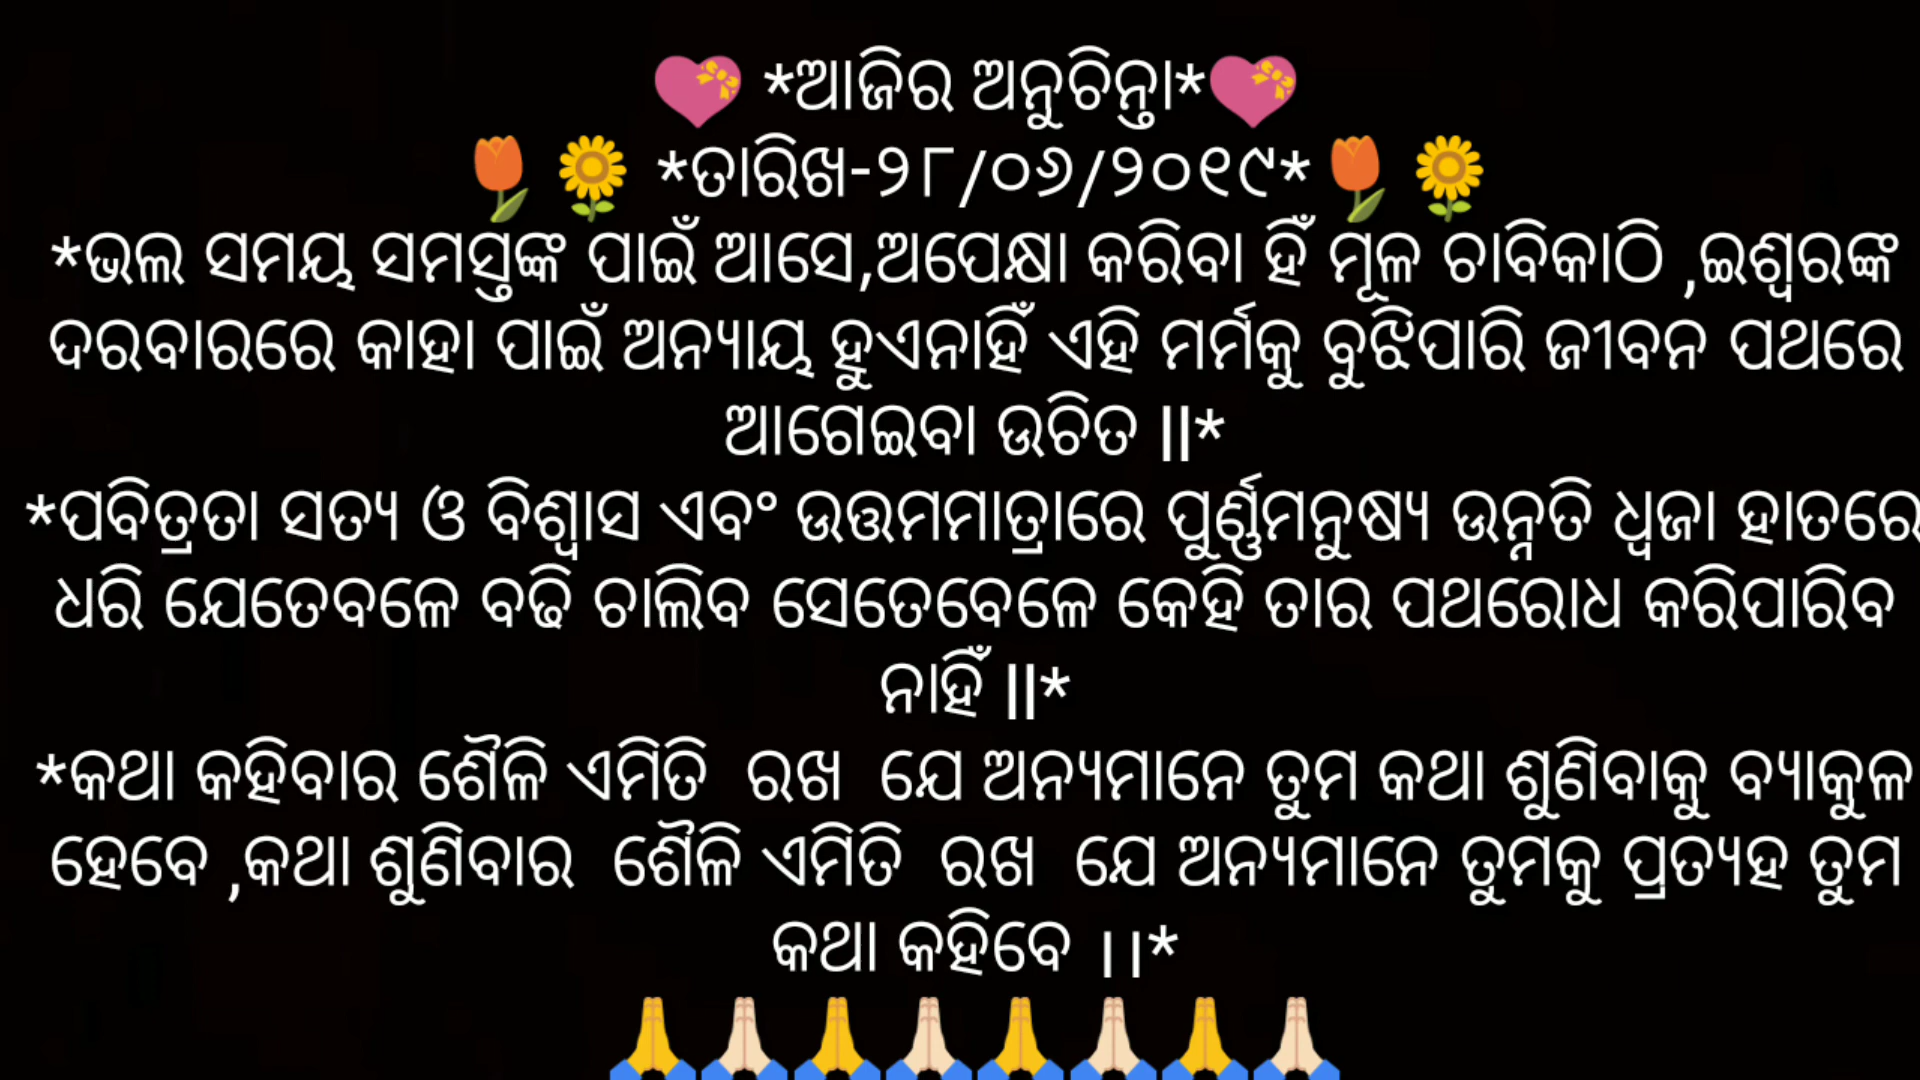 💝 *ଆଜିର ଅନୁଚିନ୍ତା*💝
🌷🌻 *ତାରିଖ-୨୮/୦୬/୨୦୧୯*🌷🌻
*ଭଲ ସମୟ ସମସ୍ତଙ୍କ ପାଇଁ ଆସେ,ଅପେକ୍ଷା କରିବା ହିଁ ମୂଳ ଚାବିକାଠି ,ଇଶ୍ୱରଙ୍କ
ଦରବାରରେ କାହା ପାଇଁ ଅନ୍ୟାୟ ହୁଏନାହିଁ ଏହି ମର୍ମକୁ ବୁଝିପାରି ଜୀବନ ପଥରେ
ଆଗେଇବା ଉଚିତ ||*
*ପବିତ୍ରତା ସତ୍ୟ ଓ ବିଶ୍ୱାସ ଏବଂ ଉତ୍ତମମାତ୍ରାରେ ପୁର୍ଣ୍ଣମନୁଷ୍ୟ ଉନ୍ନତି ଧ୍ୱଜା ହାତରେ
ଧରି ଯେତେବଳେ ବଢି ଚାଲିବ ସେତେବେଳେ କେହି ତାର ପଥରୋଧ କରିପାରିବ
ନାହିଁ ||*
*କଥା କହିବାର ଶୈଳି ଏମିତି  ରଖ  ଯେ ଅନ୍ୟମାନେ ତୁମ କଥା ଶୁଣିବାକୁ ବ୍ୟାକୁଳ
ହେବେ ,କଥା ଶୁଣିବାର  ଶୈଳି ଏମିତି  ରଖ  ଯେ ଅନ୍ୟମାନେ ତୁମକୁ ପ୍ରତ୍ୟହ ତୁମ
କଥା କହିବେ ।।*
🙏🙏🏻🙏🙏🏻🙏🙏🏻🙏🙏🏻